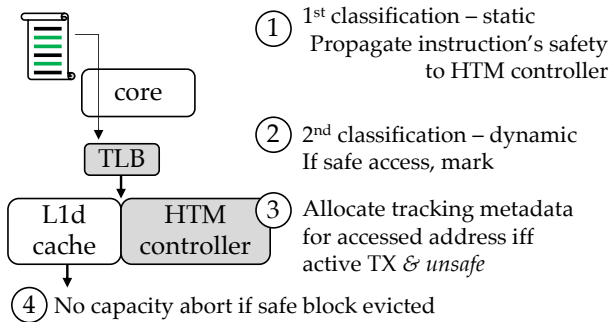 1 1st classification – static
Propagate instruction's safety
to HTM controller
core
2 2nd classification – dynamic
If safe access, mark
TLB
L1d
cache
HTM
controller
3 Allocate tracking metadata
for accessed address iff
active TX & unsafe
4 No capacity abort if safe block evicted